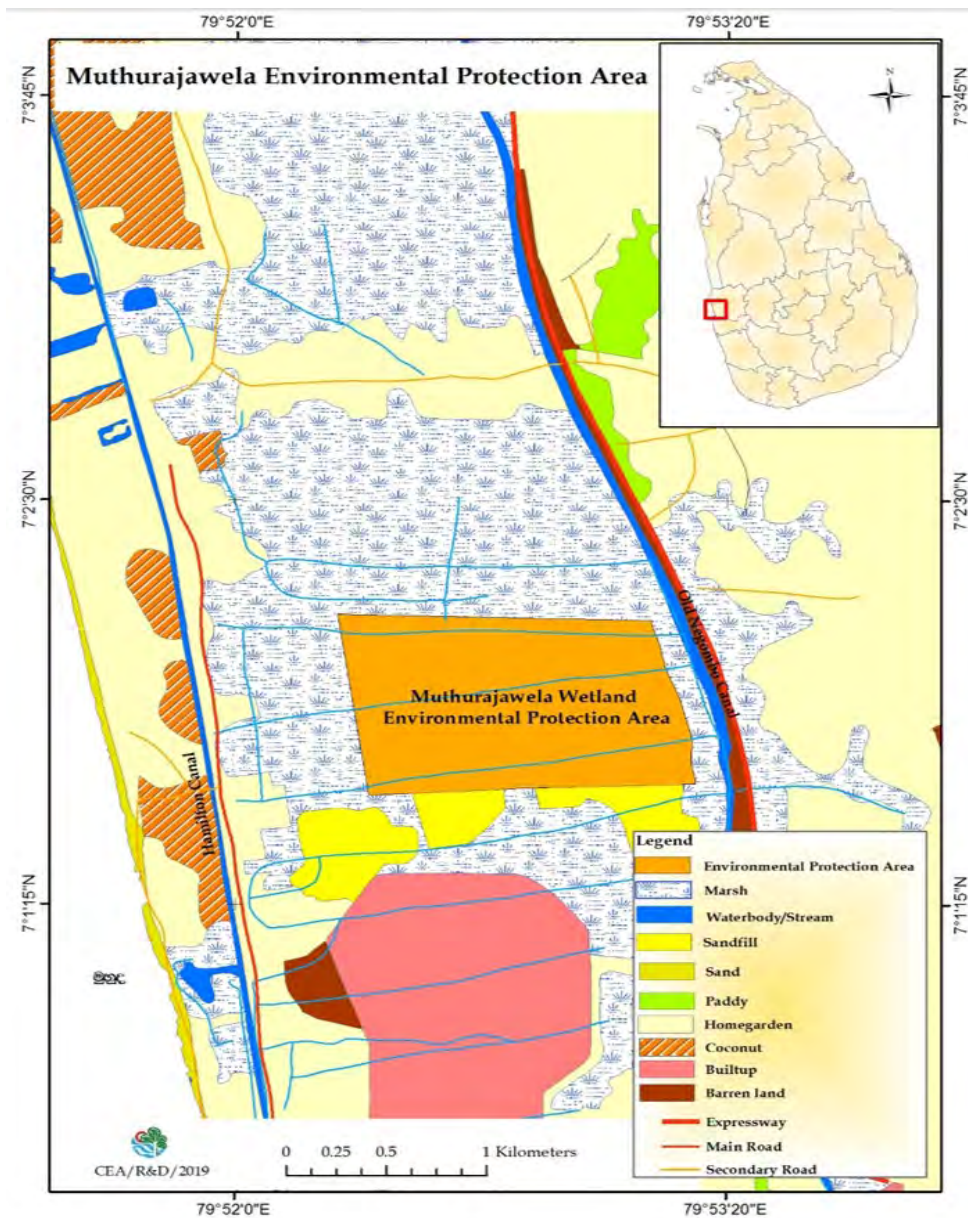 79°52'0"E
79°53'20"E
Muthurajawela Environmental Protection Area
7°3'45"N
7°3'45"N
N
7°2'30"N
7°2'30"N
Old Negombo Canal
Muthurajawela Wetland
Environmental Protection Area
Hamilton Canal
Legend
Environmental Protection Area
Marsh
Waterbody/Stream
Sandfill
Sand
Paddy
Homegarden
Coconut
Builtup
Barren land
Expressway
Main Road
Secondary Road
7°1'15"N
7°1'15"N
CEA/R&D/2019
0 0.25 0.5 1 Kilometers
79°52'0"E
79°53'20"E